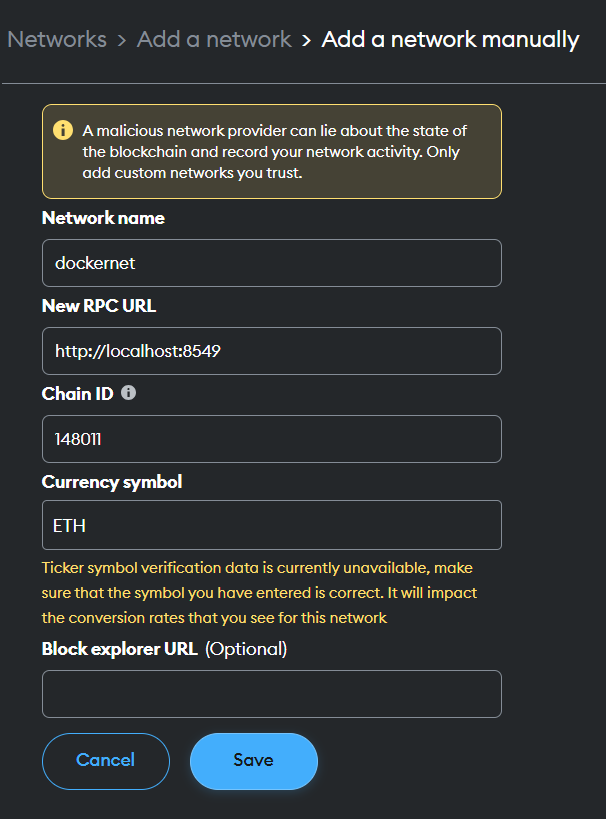 Networks > Add a network > Add a network manually
A malicious network provider can lie about the state of
the blockchain and record your network activity. Only
add custom networks you trust.
Network name
dockernet
New RPC URL
http://localhost:8549
Chain ID
148011
Currency symbol
ETH
Ticker symbol verification data is currently unavailable, make
sure that the symbol you have entered is correct. It will impact
the conversion rates that you see for this network
Block explorer URL (Optional)
Cancel Save